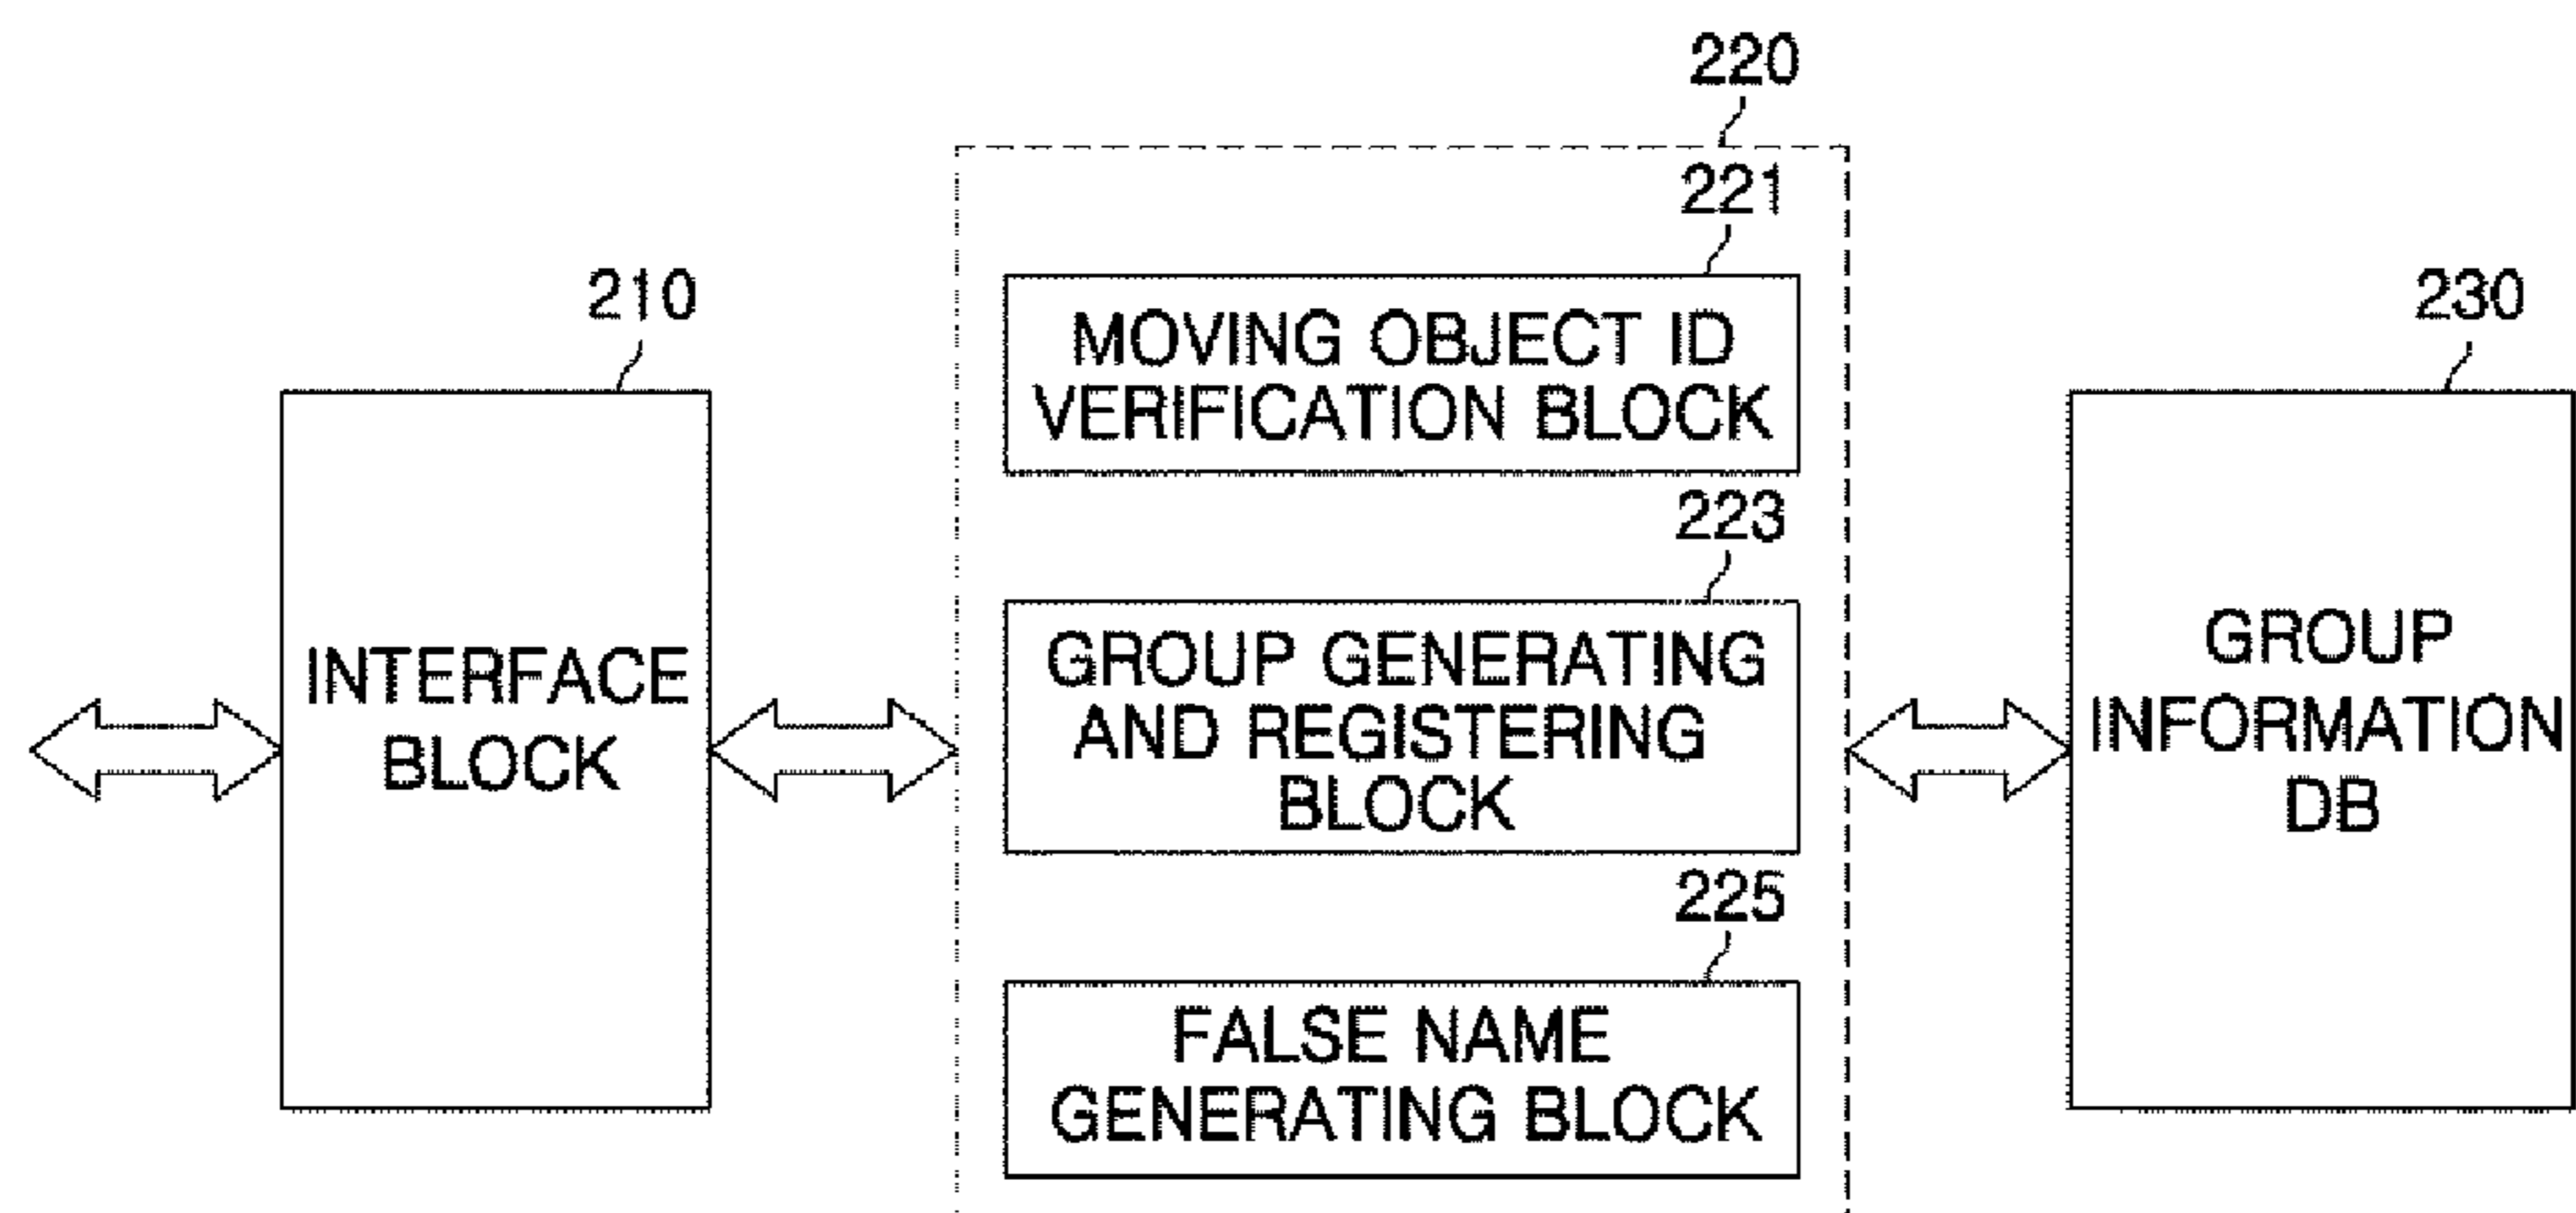 220
221
MOVING OBJECT ID
VERIFICATION BLOCK
210
INTERFACE
BLOCK
223
GROUP GENERATING
AND REGISTERING
BLOCK
225
FALSE NAME
GENERATING BLOCK
230
GROUP
INFORMATION
DB